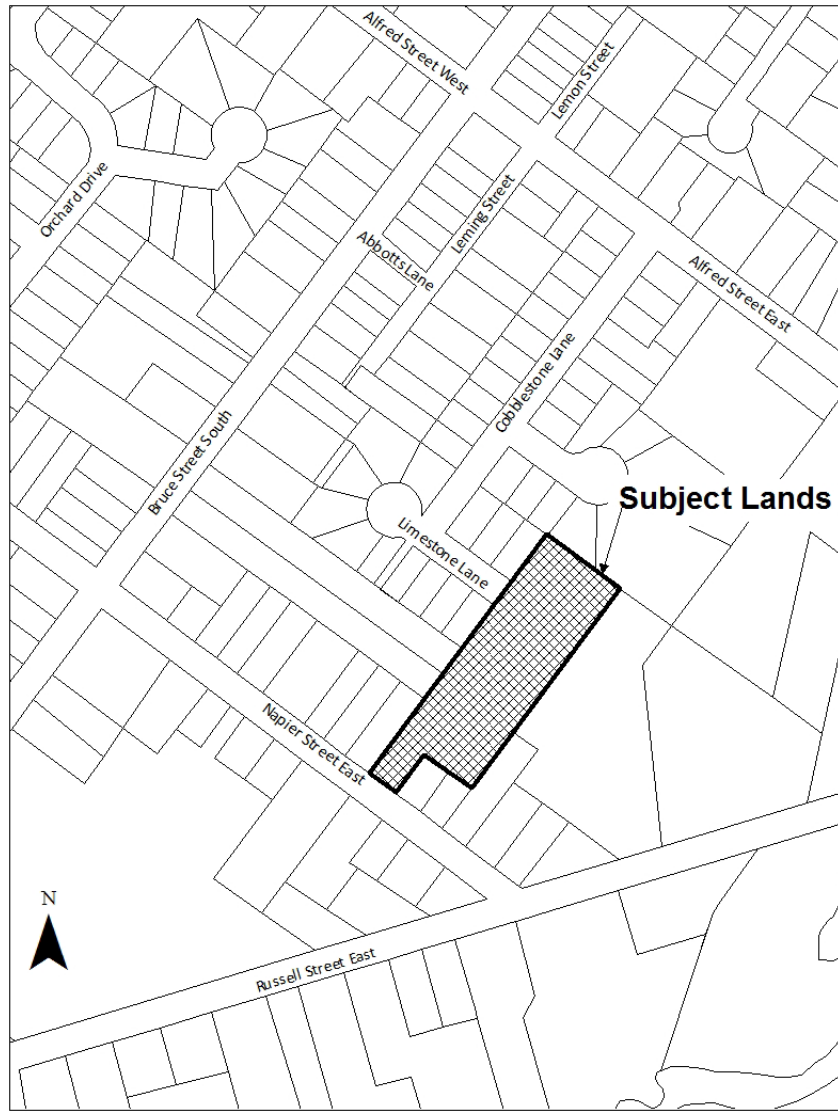 Alfred Street West
Lemon Street
Orchard Drive
Leming Street
Abbotts Lane
Alfred Street East
Cobblestone Lane
Bruce Street South
Subject Lands
Limestone Lane
Napier Street East
N
Russell Street East